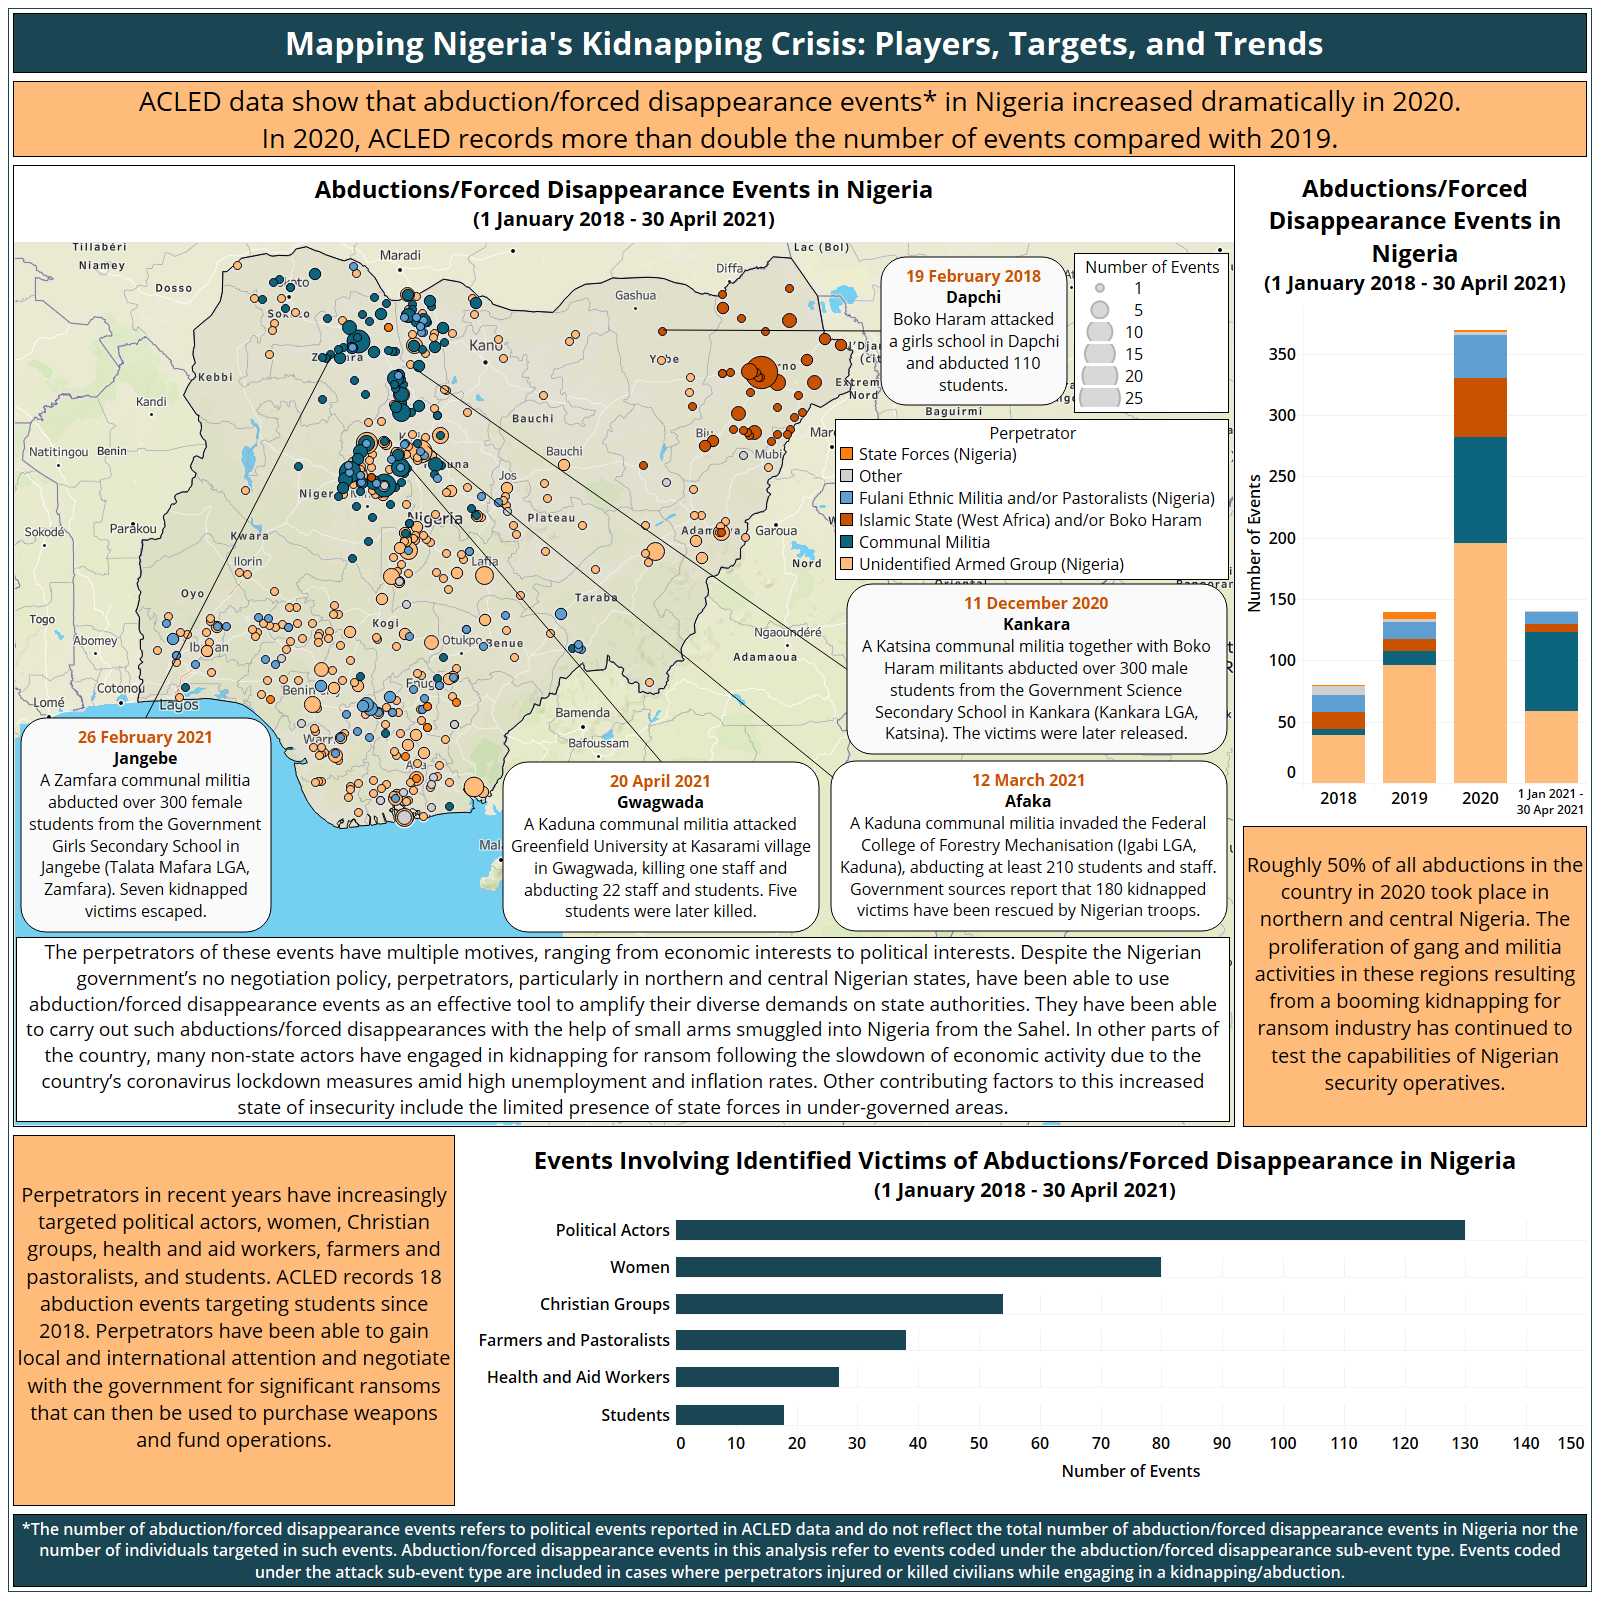 Mapping Nigeria's Kidnapping Crisis: Players, Targets, and Trends
ACLED data show that abduction/forced disappearance events* in Nigeria increased dramatically in 2020.
In 2020, ACLED records more than double the number of events compared with 2019.
Abductions/Forced Disappearance Events in Nigeria
(1 January 2018 - 30 April 2021)
Tillabéri
Niamey
Dosso
Maradi
Diffa
Lac (Bol)
Gashua
Kano
Kebbi
Kandi
Natitingou
Benin
Bauchi
Bauchi
Jos
Plateau
Mubi
Garoua
Nord
Baguirmi
Sokodé
Parakou
Kwara
Ilorin
Nigeria
Lafia
Oyo
Togo
Abomey
Kogi
Otukpo
Benue
Taraba
Ngaoundéré
Adamaoua
Cotonou
Lomé
Lagos
Benin
Bamenda
Bafoussam
19 February 2018
Dapchi
Boko Haram attacked
a girls school in Dapchi
and abducted 110
students.
Number of Events
1
5
10
15
20
25
Perpetrator
State Forces (Nigeria)
Other
Fulani Ethnic Militia and/or Pastoralists (Nigeria)
Islamic State (West Africa) and/or Boko Haram
Communal Militia
Unidentified Armed Group (Nigeria)
11 December 2020
Kankara
A Katsina communal militia together with Boko
Haram militants abducted over 300 male
students from the Government Science
Secondary School in Kankara (Kankara LGA,
Katsina). The victims were later released.
26 February 2021
Jangebe
A Zamfara communal militia
abducted over 300 female
students from the Government
Girls Secondary School in
Jangebe (Talata Mafara LGA,
Zamfara). Seven kidnapped
victims escaped.
20 April 2021
Gwagwada
A Kaduna communal militia attacked
Greenfield University at Kasarami village
in Gwagwada, killing one staff and
abducting 22 staff and students. Five
students were later killed.
12 March 2021
Afaka
A Kaduna communal militia invaded the Federal
College of Forestry Mechanisation (Igabi LGA,
Kaduna), abducting at least 210 students and staff.
Government sources report that 180 kidnapped
victims have been rescued by Nigerian troops.
The perpetrators of these events have multiple motives, ranging from economic interests to political interests. Despite the Nigerian
government’s no negotiation policy, perpetrators, particularly in northern and central Nigerian states, have been able to use
abduction/forced disappearance events as an effective tool to amplify their diverse demands on state authorities. They have been able
to carry out such abductions/forced disappearances with the help of small arms smuggled into Nigeria from the Sahel. In other parts of
the country, many non-state actors have engaged in kidnapping for ransom following the slowdown of economic activity due to the
country’s coronavirus lockdown measures amid high unemployment and inflation rates. Other contributing factors to this increased
state of insecurity include the limited presence of state forces in under-governed areas.
Abductions/Forced
Disappearance Events in
Nigeria
(1 January 2018 - 30 April 2021)
Number of Events
350
300
250
200
150
100
50
0
2018
2019
2020
1 Jan 2021 -
30 Apr 2021
Roughly 50% of all abductions in the
country in 2020 took place in
northern and central Nigeria. The
proliferation of gang and militia
activities in these regions resulting
from a booming kidnapping for
ransom industry has continued to
test the capabilities of Nigerian
security operatives.
Perpetrators in recent years have increasingly
targeted political actors, women, Christian
groups, health and aid workers, farmers and
pastoralists, and students. ACLED records 18
abduction events targeting students since
2018. Perpetrators have been able to gain
local and international attention and negotiate
with the government for significant ransoms
that can then be used to purchase weapons
and fund operations.
Events Involving Identified Victims of Abductions/Forced Disappearance in Nigeria
(1 January 2018 - 30 April 2021)
Political Actors
Women
Christian Groups
Farmers and Pastoralists
Health and Aid Workers
Students
0 10 20 30 40 50 60 70 80 90 100 110 120 130 140 150
Number of Events
*The number of abduction/forced disappearance events refers to political events reported in ACLED data and do not reflect the total number of abduction/forced disappearance events in Nigeria nor the
number of individuals targeted in such events. Abduction/forced disappearance events in this analysis refer to events coded under the abduction/forced disappearance sub-event type. Events coded
under the attack sub-event type are included in cases where perpetrators injured or killed civilians while engaging in a kidnapping/abduction.